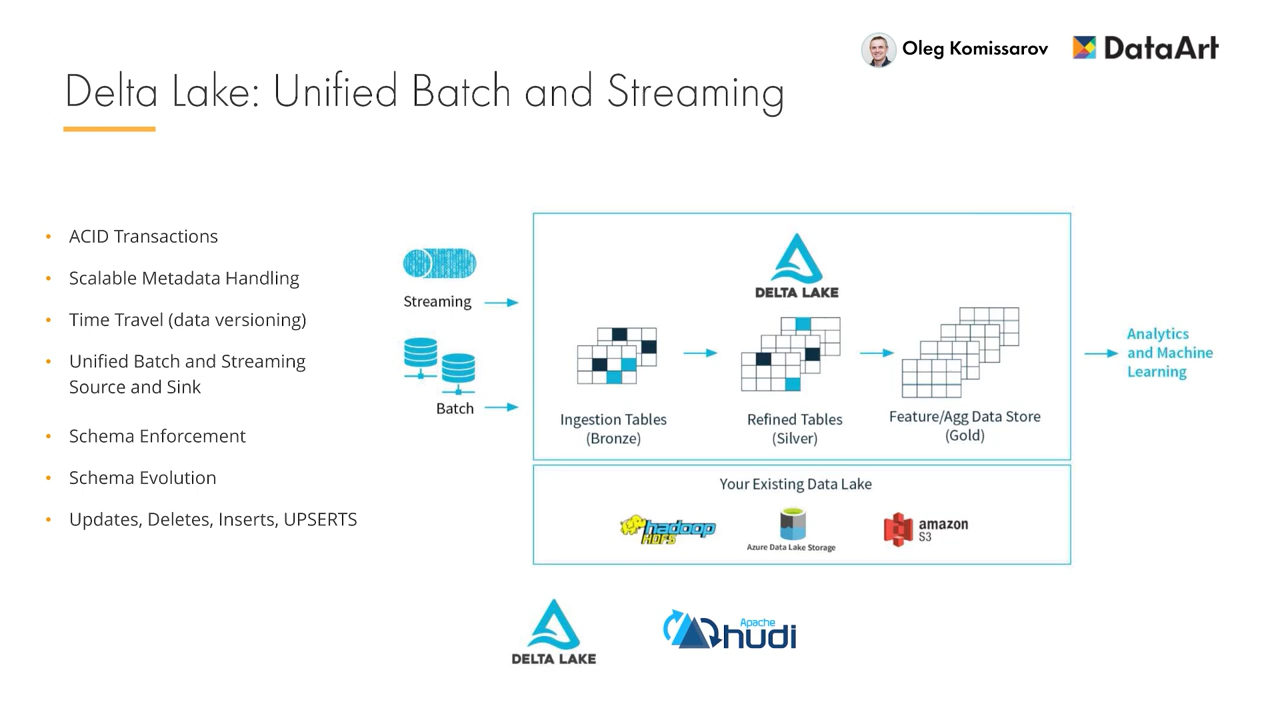 Oleg Komissarov
DataArt
Delta Lake: Unified Batch and Streaming
• ACID Transactions
• Scalable Metadata Handling
• Time Travel (data versioning)
• Unified Batch and Streaming
Source and Sink
• Schema Enforcement
• Schema Evolution
• Updates, Deletes, Inserts, UPSERTS
Streaming
Batch
DELTA LAKE
Ingestion Tables
(Bronze)
Refined Tables
(Silver)
Feature/Agg Data Store
(Gold)
Analytics
and Machine
Learning
Your Existing Data Lake
hadoop
HDFS
Azure Data Lake Storage
amazon
S3
DELTA LAKE
Apache
hudi